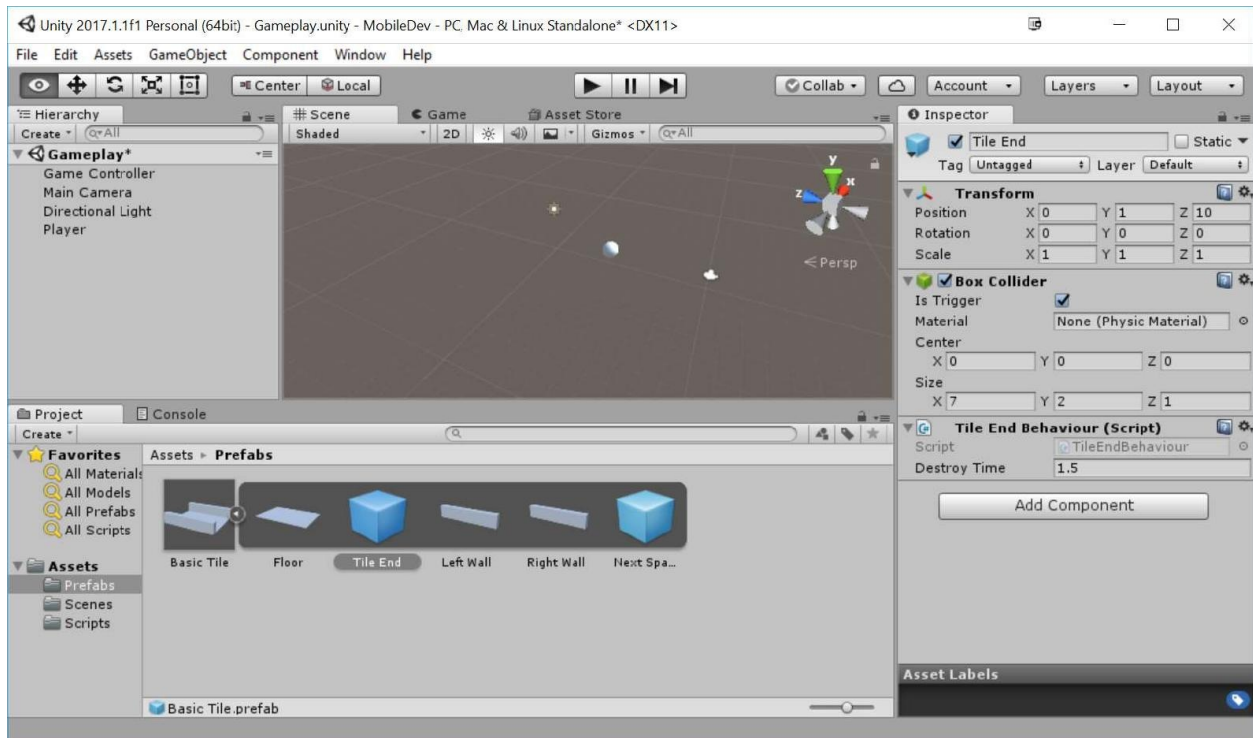 Unity 2017.1.1f1 Personal (64bit) - Gameplay.unity - MobileDev - PC, Mac & Linux Standalone* <DX11>
File Edit Assets GameObject Component Window Help
Center Local Collab Account Layers Layout
Hierarchy
Create All
Gameplay*
Game Controller
Main Camera
Directional Light
Player
Scene Game Asset Store
Shaded 2D Gizmos All
y
x
z
Persp
Inspector
Tile End Static
Tag Untagged Layer Default
Transform
Position X 0 Y 1 Z 10
Rotation X 0 Y 0 Z 0
Scale X 1 Y 1 Z 1
Box Collider
Is Trigger
Material None (Physic Material)
Center
X 0 Y 0 Z 0
Size
X 7 Y 2 Z 1
Tile End Behaviour (Script)
Script TileEndBehaviour
Destroy Time 1.5
Add Component
Asset Labels
Project Console
Create
Favorites
All Materials
All Models
All Prefabs
All Scripts
Assets
Prefabs
Scenes
Scripts
Assets Prefabs
Basic Tile Floor Tile End Left Wall Right Wall Next Spa...
Basic Tile.prefab